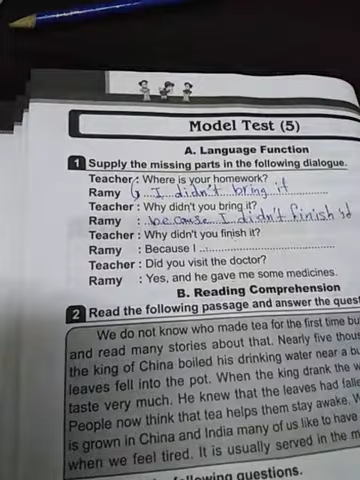 Model Test (5)
A. Language Function
1 Supply the missing parts in the following dialogue.
Teacher : Where is your homework?
Ramy : I didn't bring it
Teacher : Why didn't you bring it?
Ramy : because I didn't finish
Teacher : Why didn't you finish it?
Ramy : Because I ..:..............................
Teacher : Did you visit the doctor?
Ramy : Yes, and he gave me some medicines.
B. Reading Comprehension
2 Read the following passage and answer the
We do not know who made tea for the first time
and read many stories about that. Nearly five
the king of China boiled his drinking water near a
leaves fell into the pot. When the king drank the
taste very much. He knew that the leaves had
People now think that tea helps them stay awake.
is grown in China and India many of us like to have
when we feel tired. It is usually served in the
following questions.